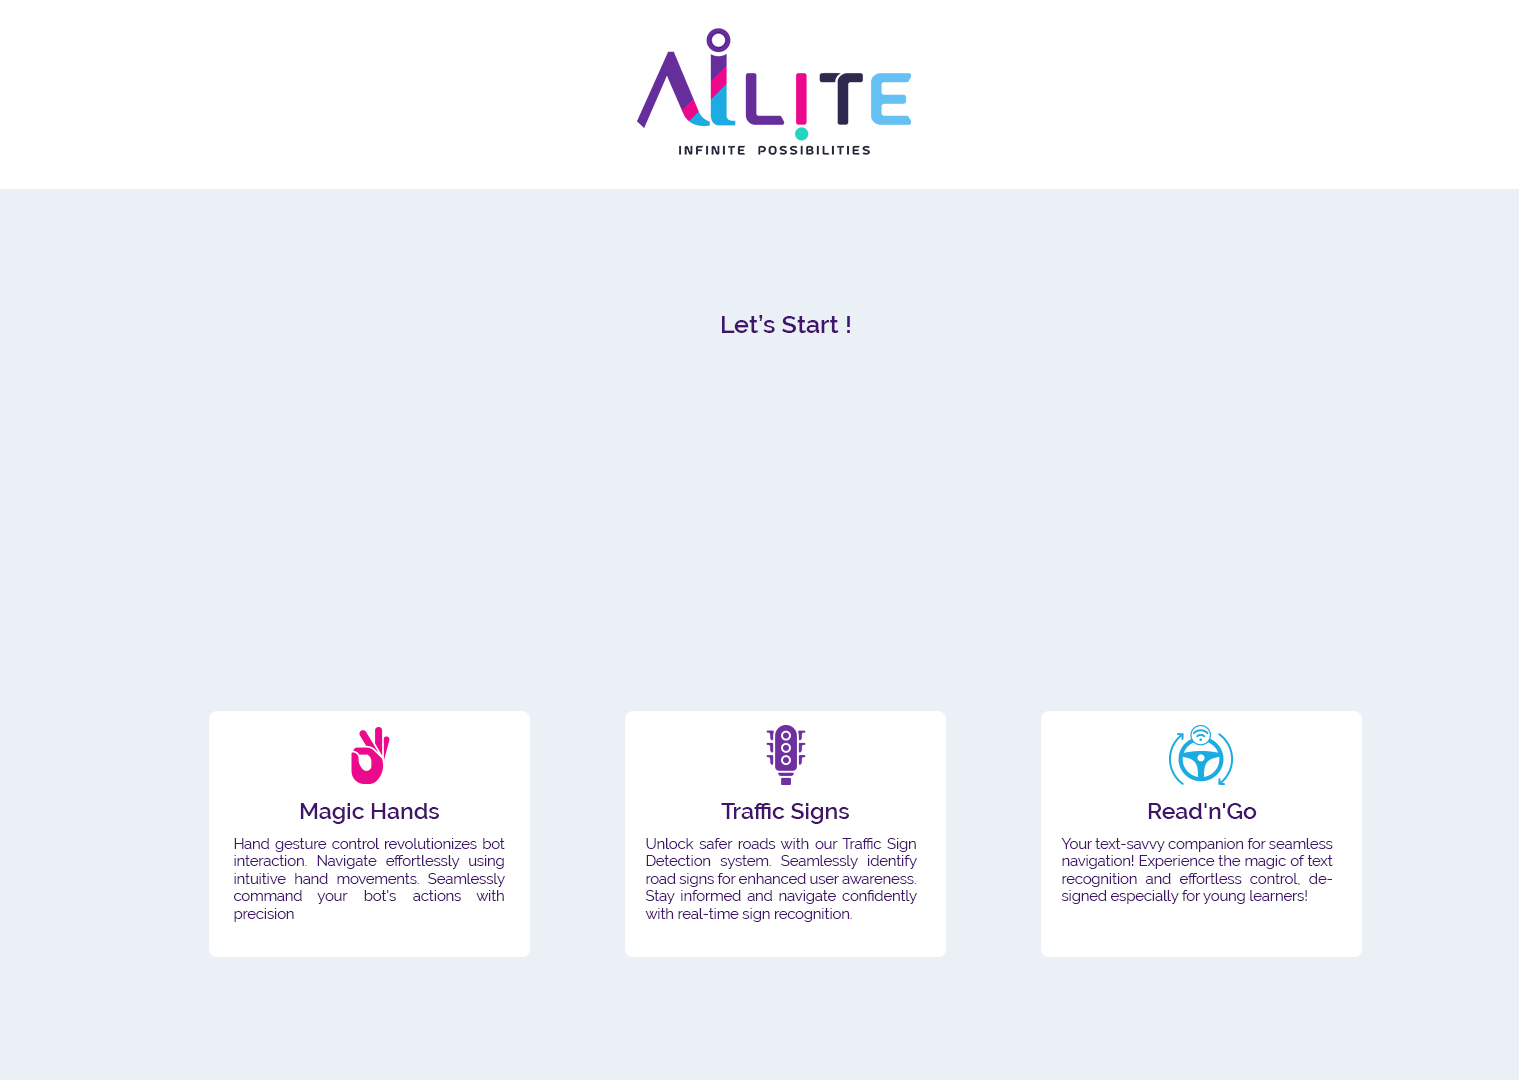 AiLITE
INFINITE POSSIBILITIES
Let’s Start !
Magic Hands
Hand gesture control revolutionizes bot
interaction. Navigate effortlessly using
intuitive hand movements. Seamlessly
command your bot's actions with
precision
Traffic Signs
Unlock safer roads with our Traffic Sign
Detection system. Seamlessly identify
road signs for enhanced user awareness.
Stay informed and navigate confidently
with real-time sign recognition.
Read'n'Go
Your text-savvy companion for seamless
navigation! Experience the magic of text
recognition and effortless control, de-
signed especially for young learners!